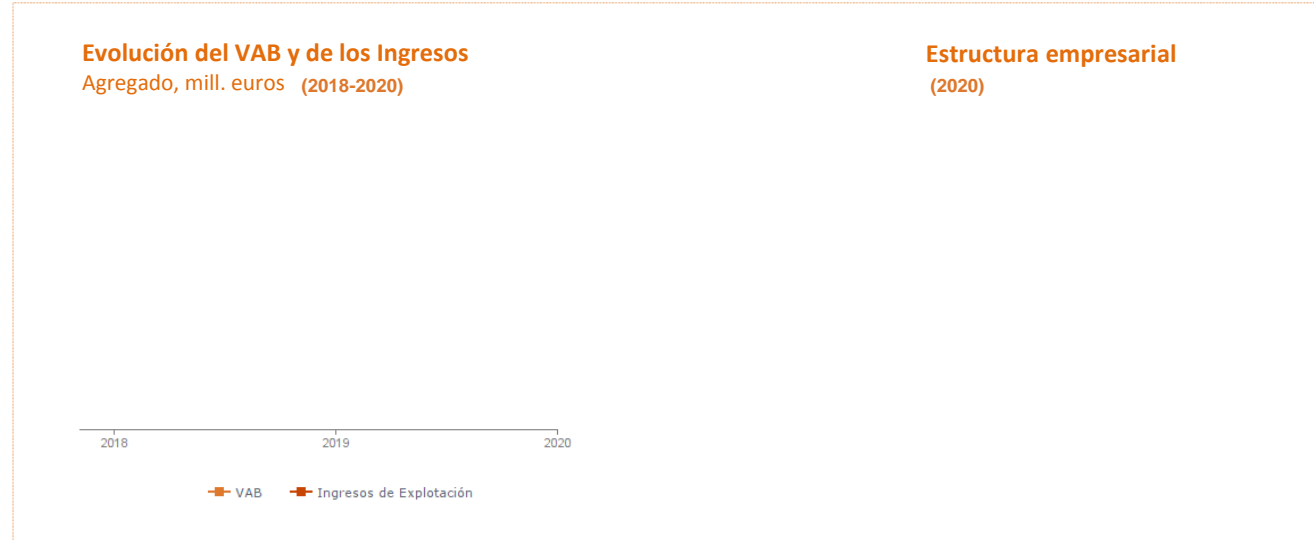 Evolución del VAB y de los Ingresos
Agregado, mill. euros (2018-2020)
2018 2019 2020
VAB Ingresos de Explotación
Estructura empresarial
(2020)